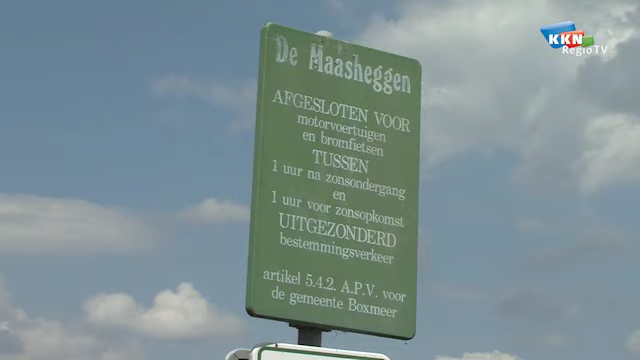 De Maasheggen
AFGESLOTEN VOOR
motorvoertuigen
en bromfietsen
TUSSEN
1 uur na zonsondergang
en
1 uur voor zonsopkomst
UITGEZONDERD
bestemmingsverkeer
artikel 5.4.2. A.P.V. voor
de gemeente Boxmeer
KKN
RegioTV